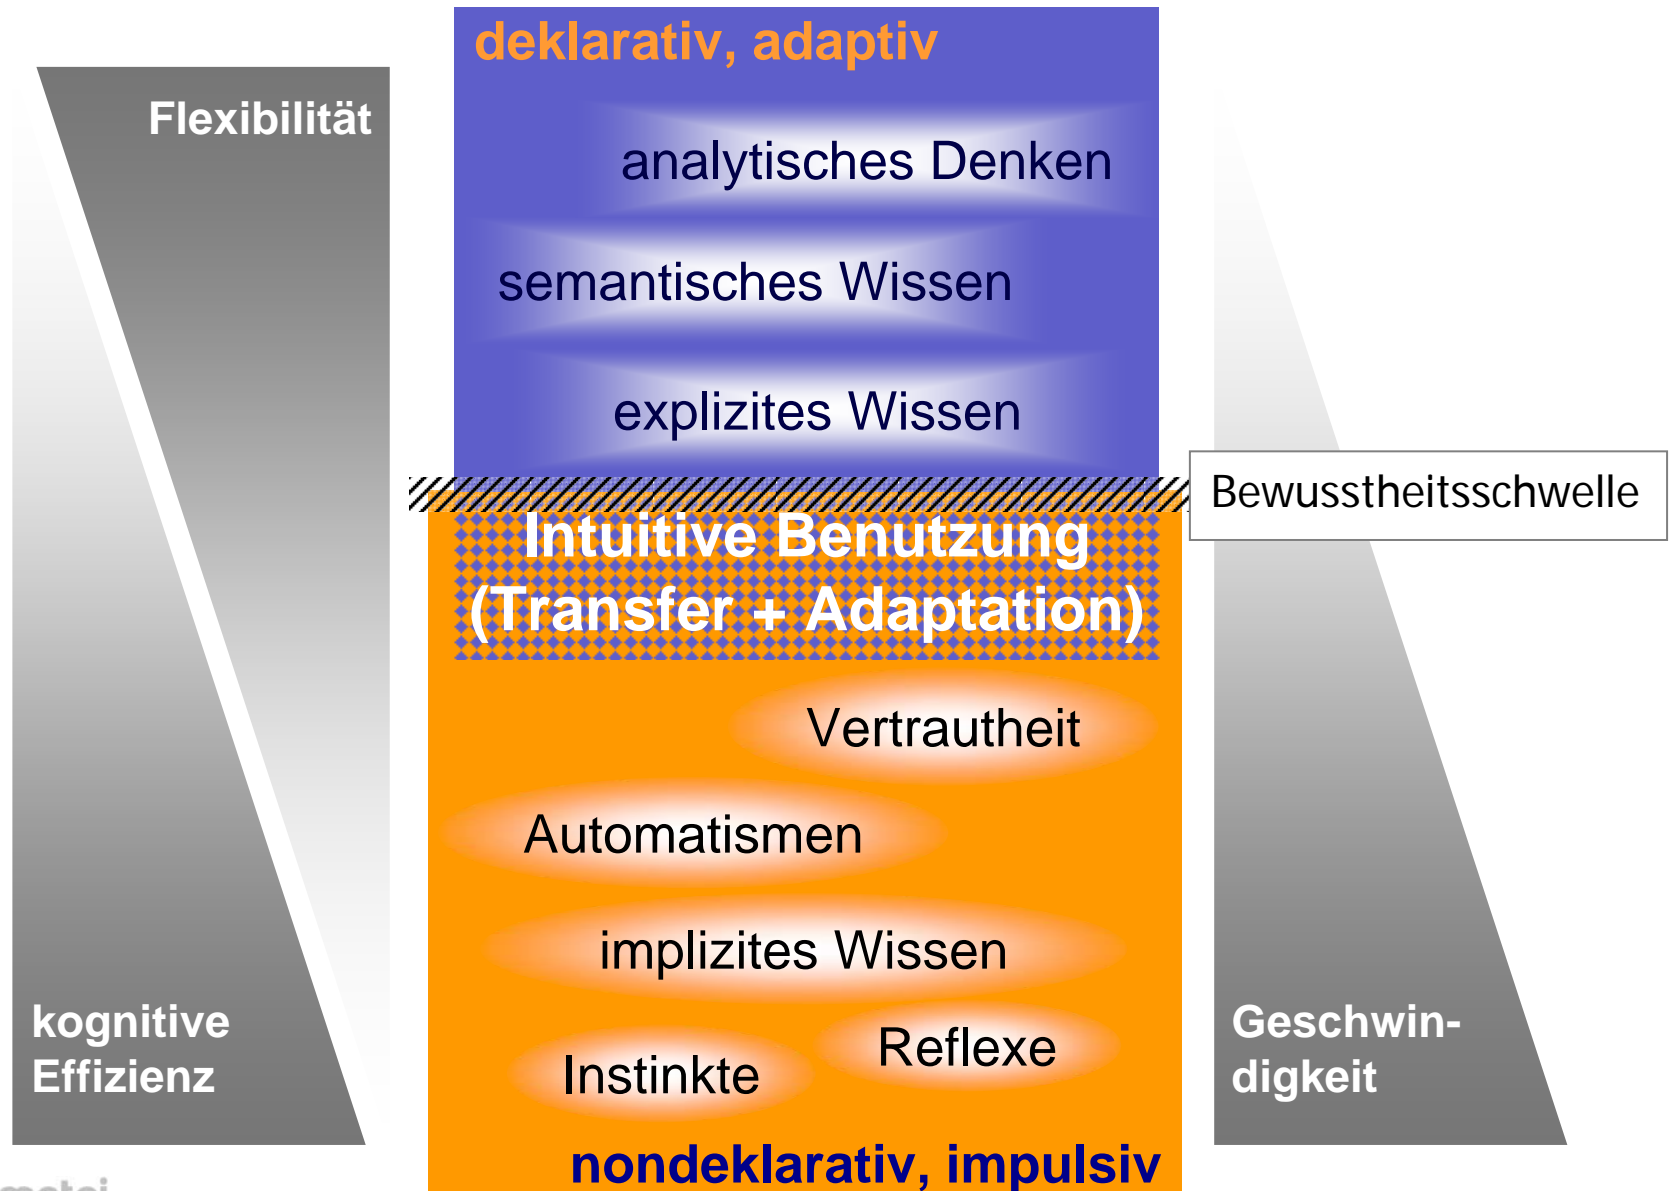 deklarativ, adaptiv
Flexibilität
analytisches Denken
semantisches Wissen
explizites Wissen
Bewusstheitsschwelle
Intuitive Benutzung
(Transfer + Adaptation)
Vertrautheit
Automatismen
implizites Wissen
kognitive
Effizienz
Instinkte
Reflexe
Geschwin-
digkeit
nondeklarativ, impulsiv